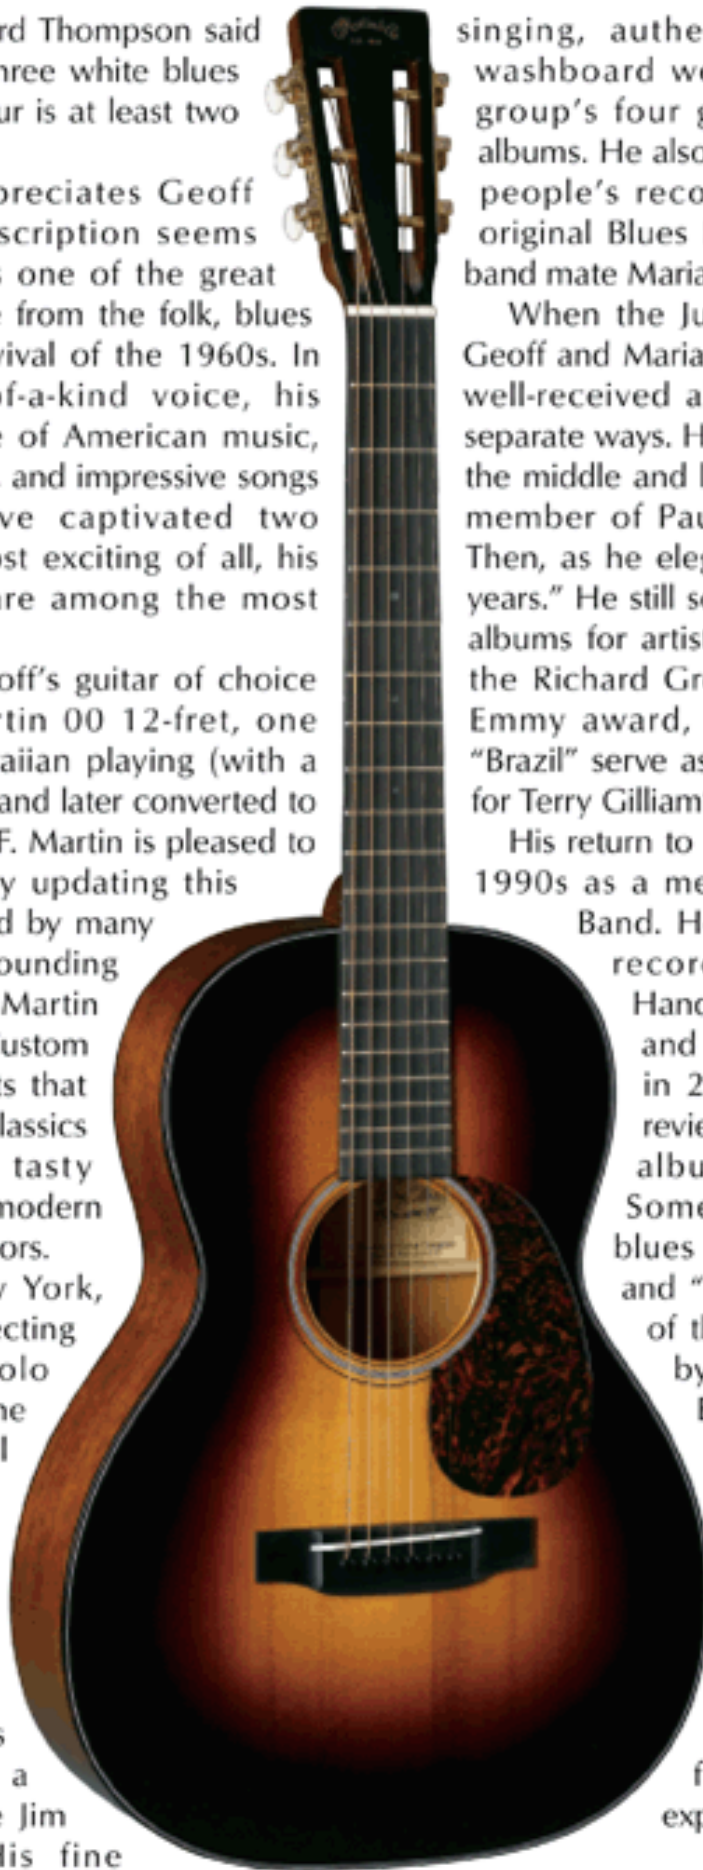 rd Thompson said
hree white blues
ur is at least two
preciates Geoff
scription seems
s one of the great
e from the folk, blues
vival of the 1960s. In
of-a-kind voice, his
e of American music,
, and impressive songs
ve captivated two
ost exciting of all, his
are among the most
off's guitar of choice
rtin 00 12-fret, one
aiian playing (with a
and later converted to
F. Martin is pleased to
y updating this
d by many
ounding
Martin
ustom
ts that
lassics
tasty
modern
ors.
v York,
ecting
olo
ne
l
s
a
e Jim
His fine
singing, authe
washboard we
group's four g
albums. He also
people's reco
original Blues
band mate Maria
When the Ju
Geoff and Maria
well-received a
separate ways. H
the middle and l
member of Pau
Then, as he eleg
years." He still se
albums for artist
the Richard Gr
Emmy award,
"Brazil" serve as
for Terry Gilliam
His return to
1990s as a me
Band. H
record
Hand
and
in 2
revie
albu
Some
blues
and "
of th
by
E
f
exp